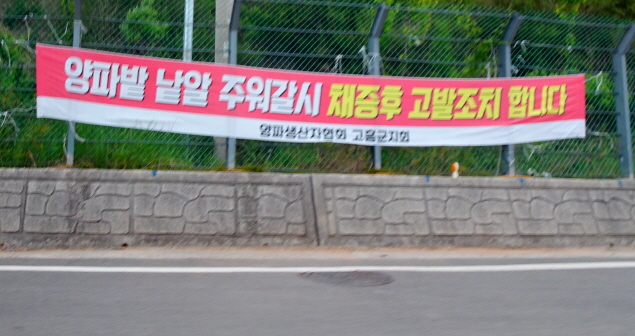 양파밭 낱알 주워갈시 채증후 고발조치 합니다
양파생산자협회 고흥군지회